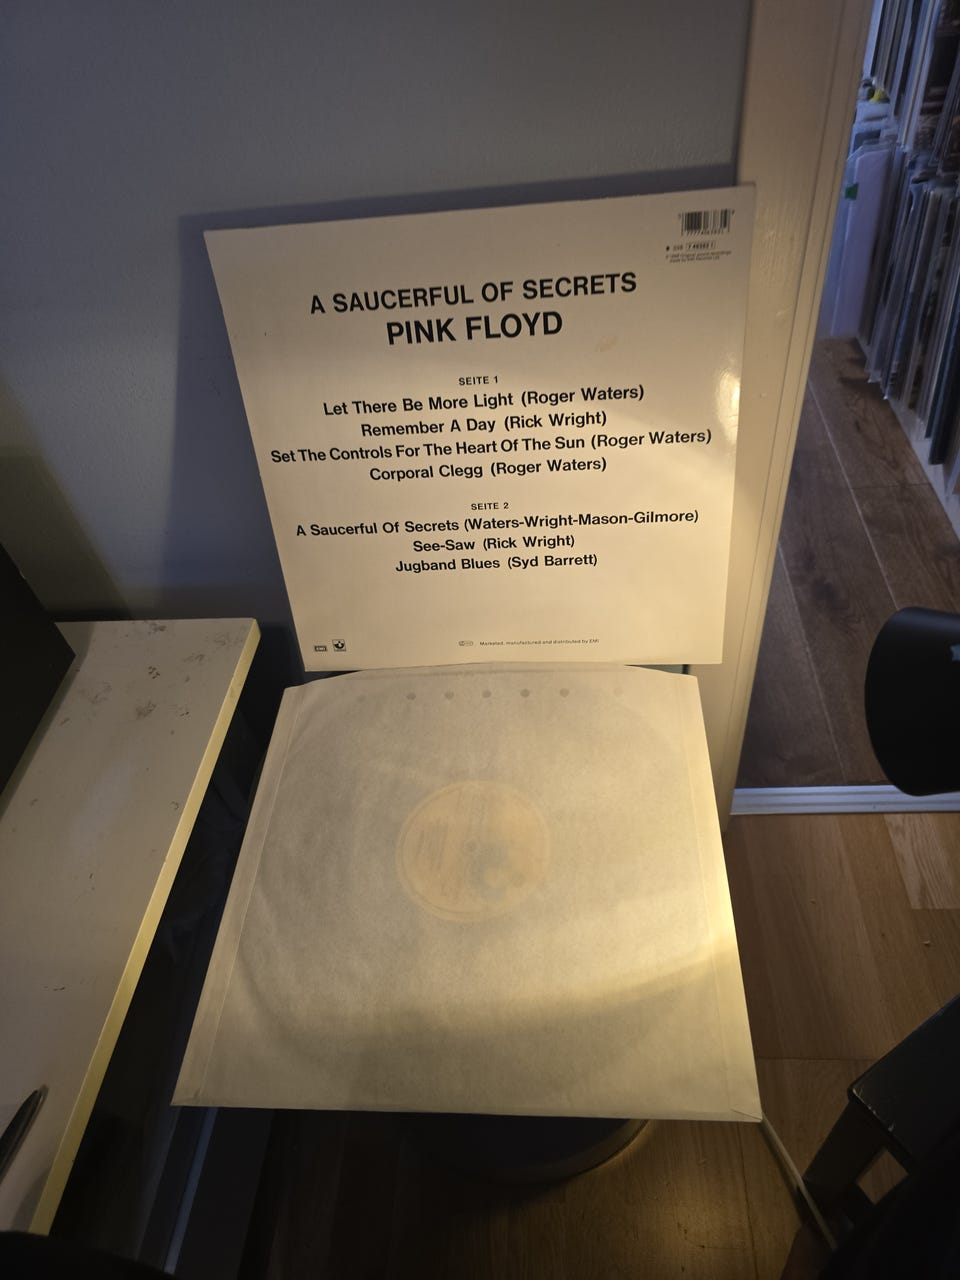 A SAUCERFUL OF SECRETS
PINK FLOYD
SEITE 1
Let There Be More Light (Roger Waters)
Remember A Day (Rick Wright)
Set The Controls For The Heart Of The Sun (Roger Waters)
Corporal Clegg (Roger Waters)
SEITE 2
A Saucerful Of Secrets (Waters-Wright-Mason-Gilmore)
See-Saw (Rick Wright)
Jugband Blues (Syd Barrett)
EMI
Marketed, manufactured and distributed by EMI